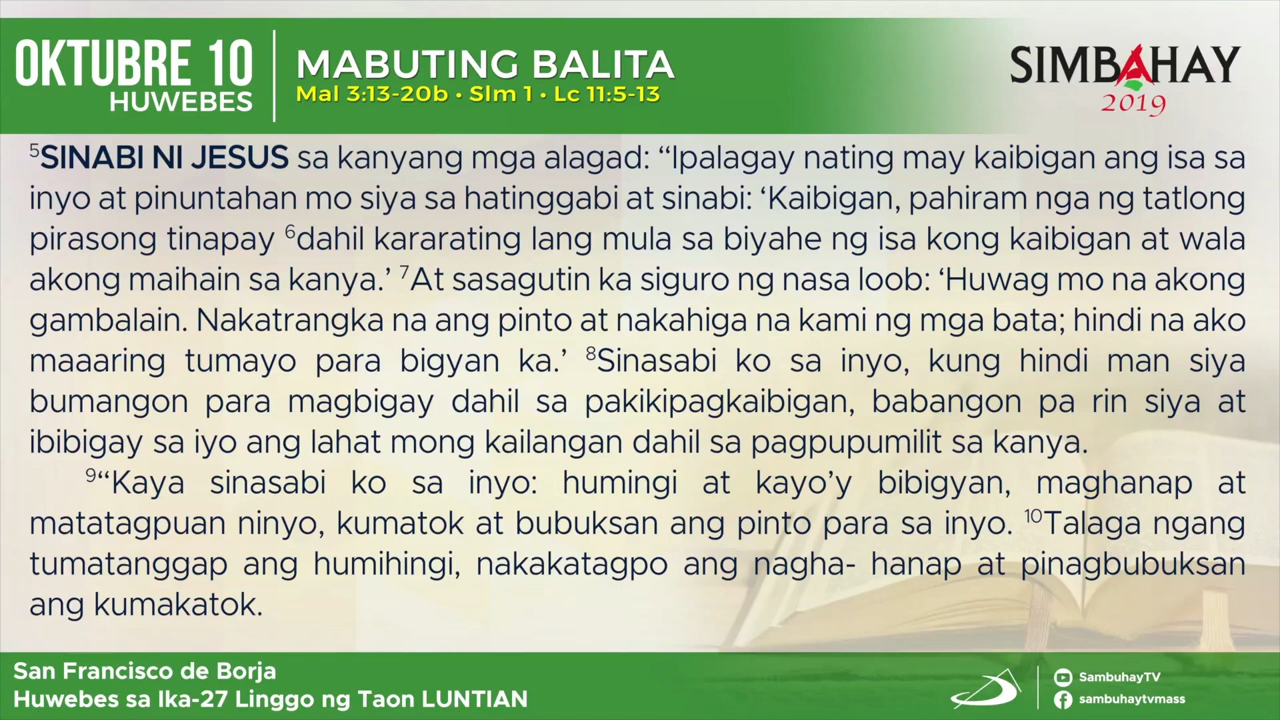 OKTUBRE 10
HUWEBES
MABUTING BALITA
Mal 3:13-20b • Slm 1 • Lc 11:5-13
SIMBAHAY
2019
⁵SINABI NI JESUS sa kanyang mga alagad: “Ipalagay nating may kaibigan ang isa sa
inyo at pinuntahan mo siya sa hatinggabi at sinabi: ‘Kaibigan, pahiram nga ng tatlong
pirasong tinapay ⁶dahil kararating lang mula sa biyahe ng isa kong kaibigan at wala
akong maihain sa kanya.’ ⁷At sasagutin ka siguro ng nasa loob: ‘Huwag mo na akong
gambalain. Nakatrangka na ang pinto at nakahiga na kami ng mga bata; hindi na ako
maaaring tumayo para bigyan ka.’ ⁸Sinasabi ko sa inyo, kung hindi man siya
bumangon para magbigay dahil sa pakikipagkaibigan, babangon pa rin siya at
ibibigay sa iyo ang lahat mong kailangan dahil sa pagpupumilit sa kanya.
⁹“Kaya sinasabi ko sa inyo: humingi at kayo’y bibigyan, maghanap at
matatagpuan ninyo, kumatok at bubuksan ang pinto para sa inyo. ¹⁰Talaga ngang
tumatanggap ang humihingi, nakakatagpo ang nagha- hanap at pinagbubuksan
ang kumakatok.
San Francisco de Borja
Huwebes sa Ika-27 Linggo ng Taon LUNTIAN
SambuhayTV
sambuhaytvmass